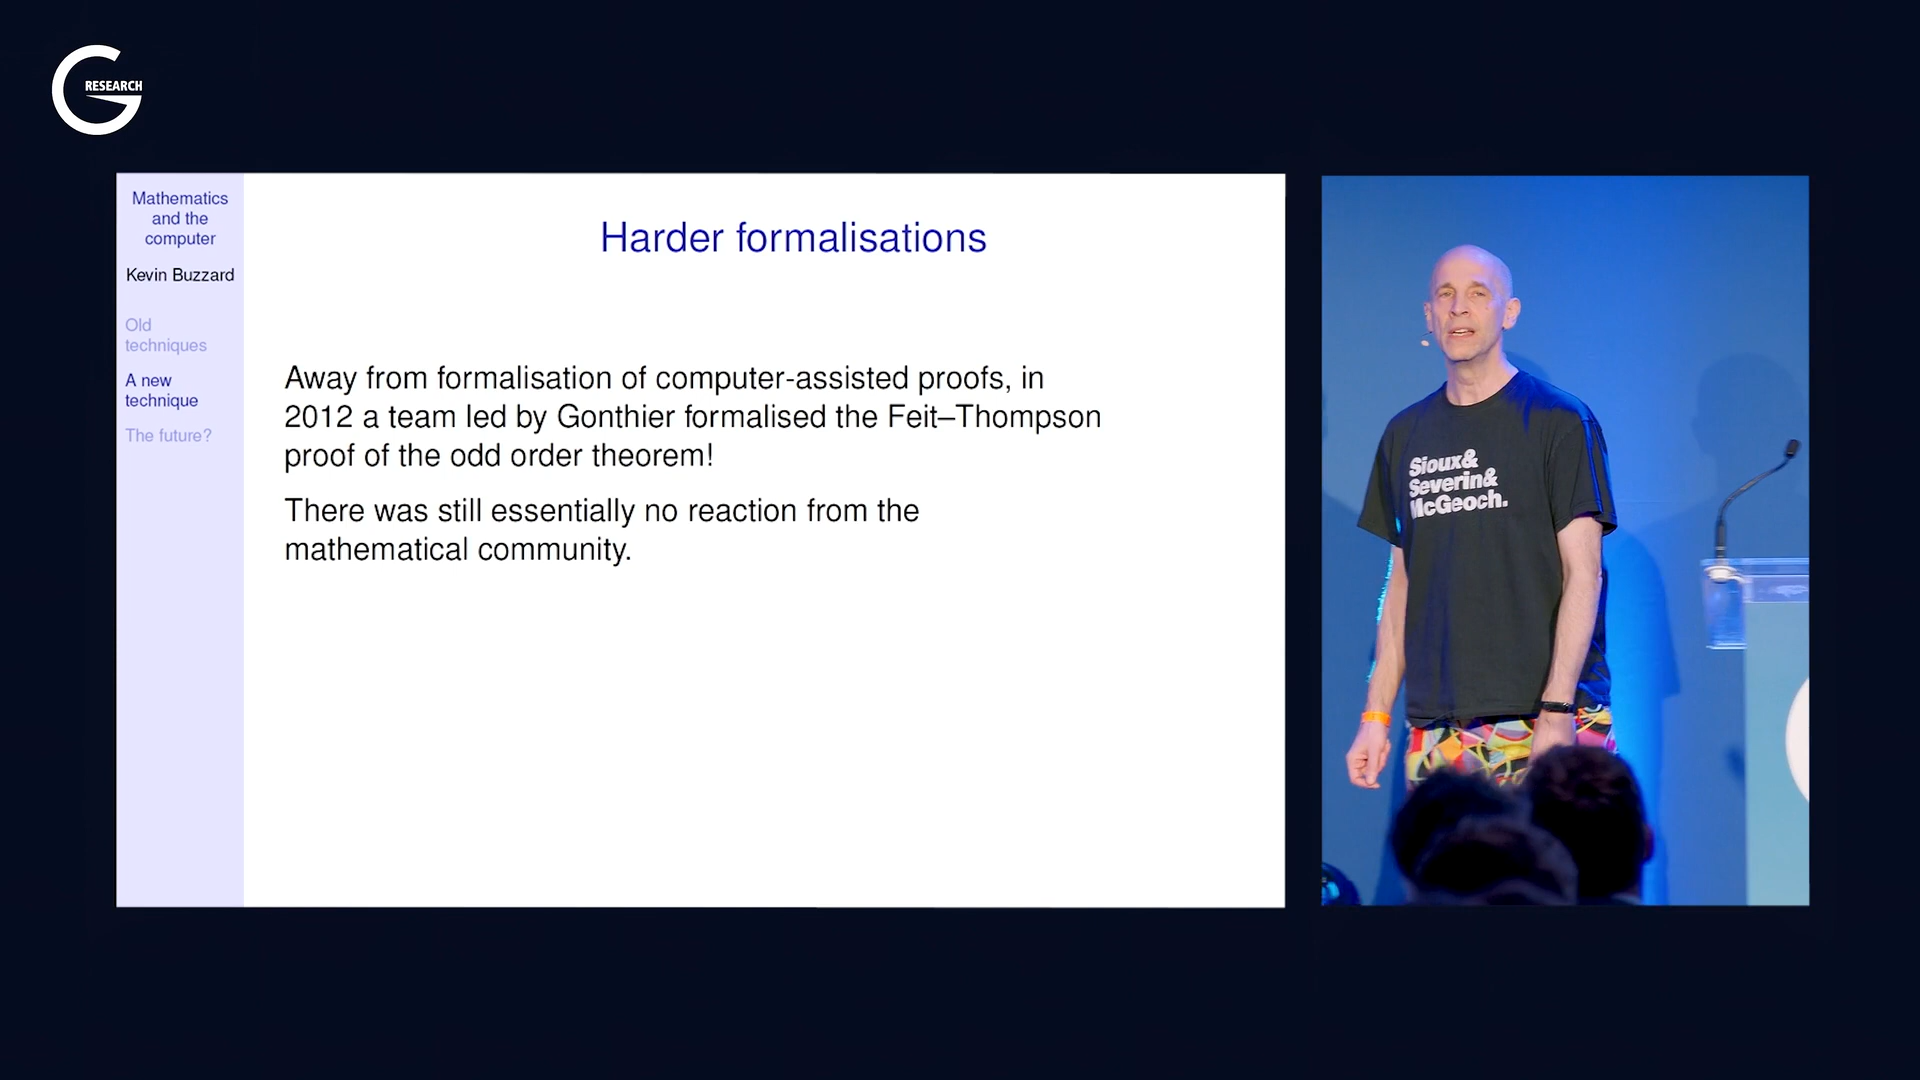 RESEARCH
Mathematics
and the
computer
Kevin Buzzard
Old
techniques
A new
technique
The future?
Harder formalisations
Away from formalisation of computer-assisted proofs, in
2012 a team led by Gonthier formalised the Feit–Thompson
proof of the odd order theorem!
There was still essentially no reaction from the
mathematical community.
Sioux&
Severin&
McGeoch.